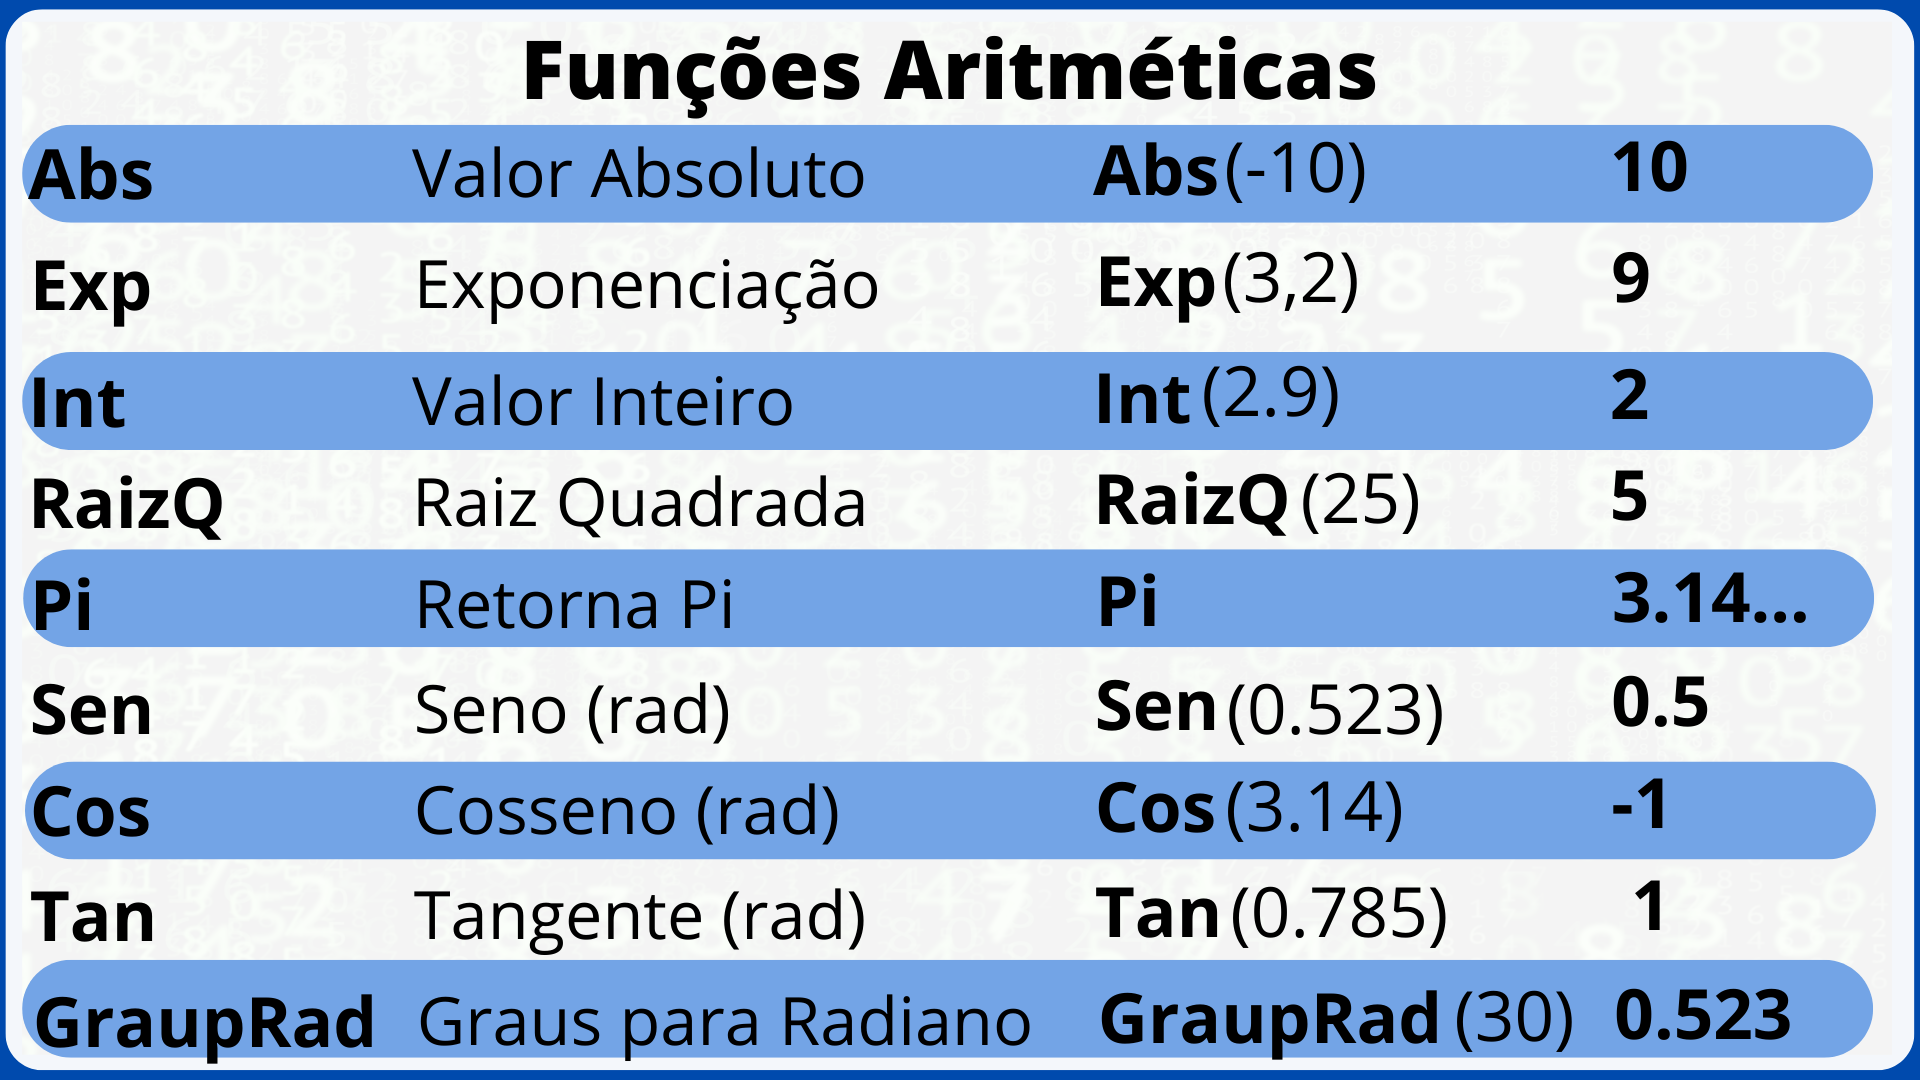 Funções Aritméticas
Abs Valor Absoluto Abs(-10) 10
Exp Exponenciação Exp(3,2) 9
Int Valor Inteiro Int (2.9) 2
RaizQ Raiz Quadrada RaizQ (25) 5
Pi Retorna Pi Pi 3.14...
Sen Seno (rad) Sen (0.523) 0.5
Cos Cosseno (rad) Cos (3.14) -1
Tan Tangente (rad) Tan (0.785) 1
GraupRad Graus para Radiano GraupRad (30) 0.523